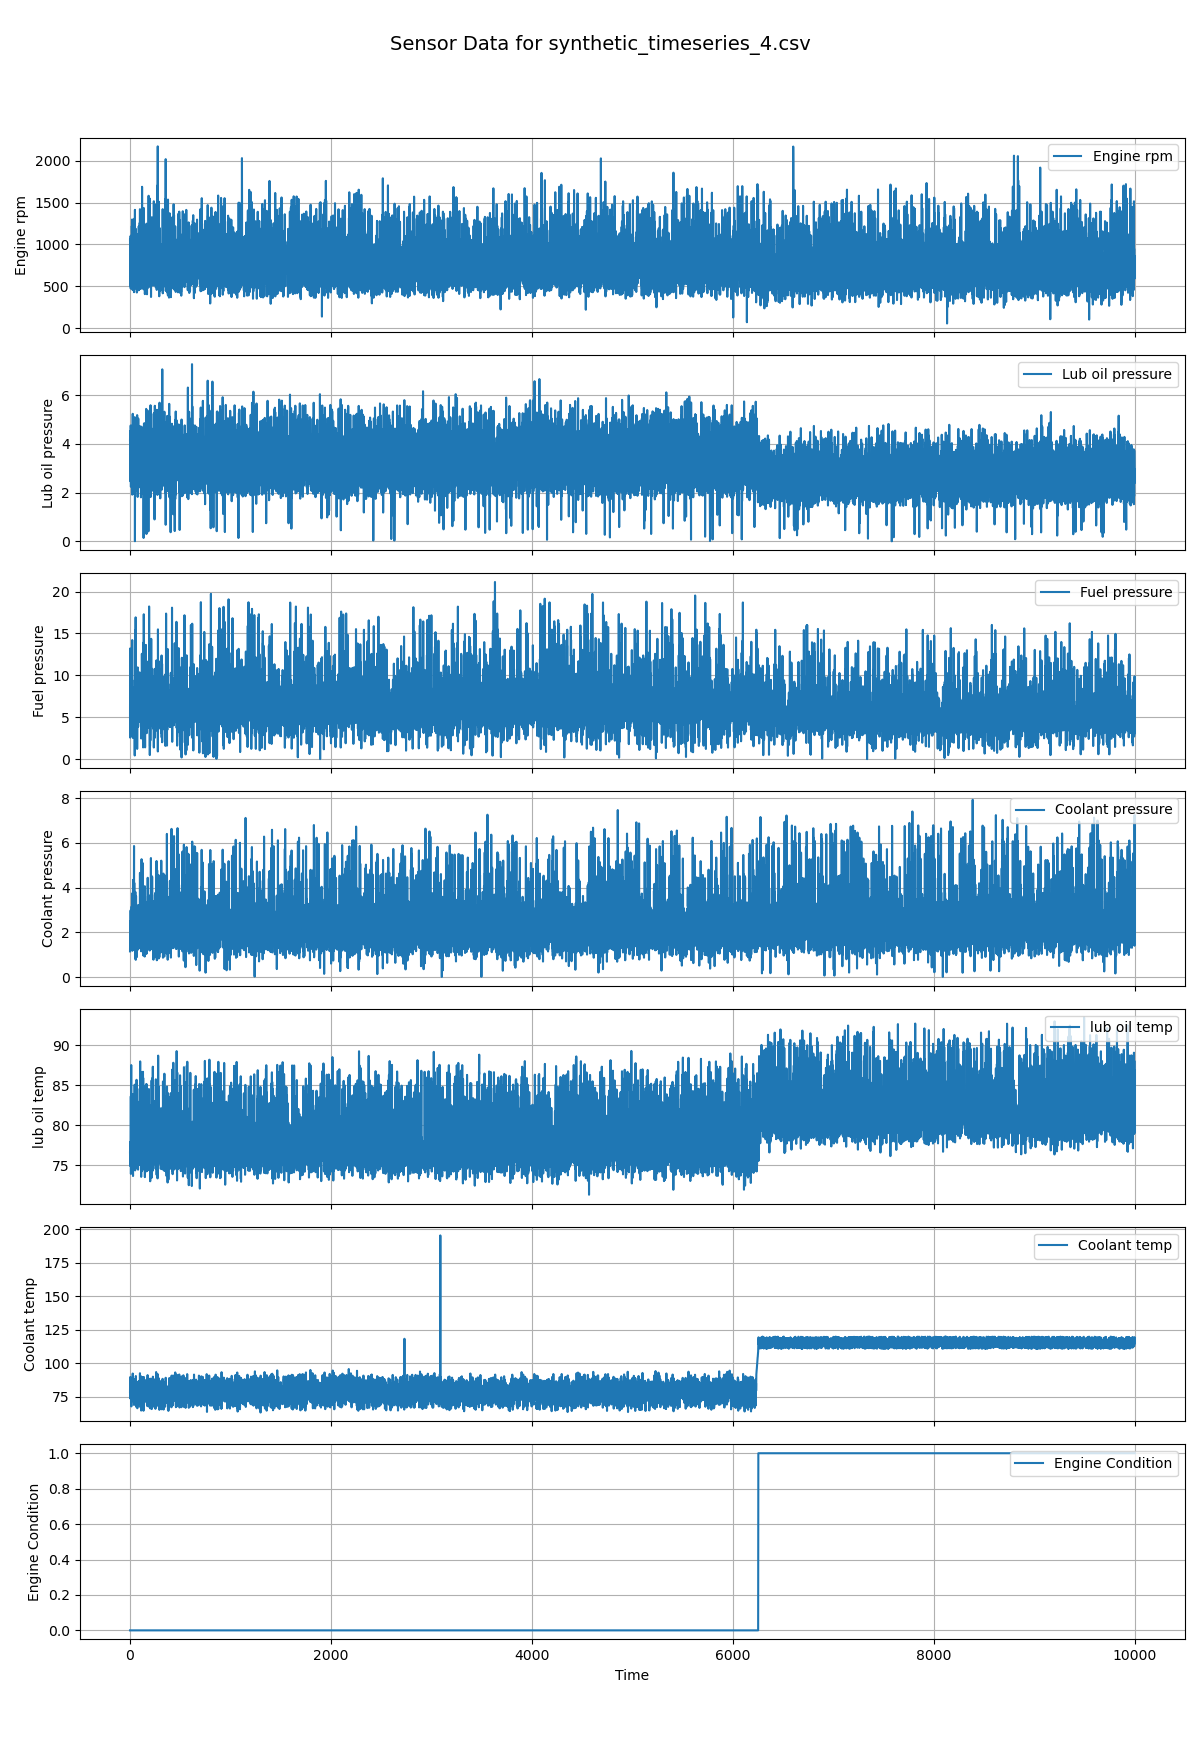 Sensor Data for synthetic_timeseries_4.csv
Engine rpm
2000
1500
1000
500
0
Engine rpm
Lub oil pressure
6
4
2
0
Lub oil pressure
Fuel pressure
20
15
10
5
0
Fuel pressure
Coolant pressure
8
6
4
2
0
Coolant pressure
lub oil temp
90
85
80
75
lub oil temp
Coolant temp
200
175
150
125
100
75
Coolant temp
Engine Condition
1.0
0.8
0.6
0.4
0.2
0.0
Engine Condition
0 2000 4000 6000 8000 10000
Time